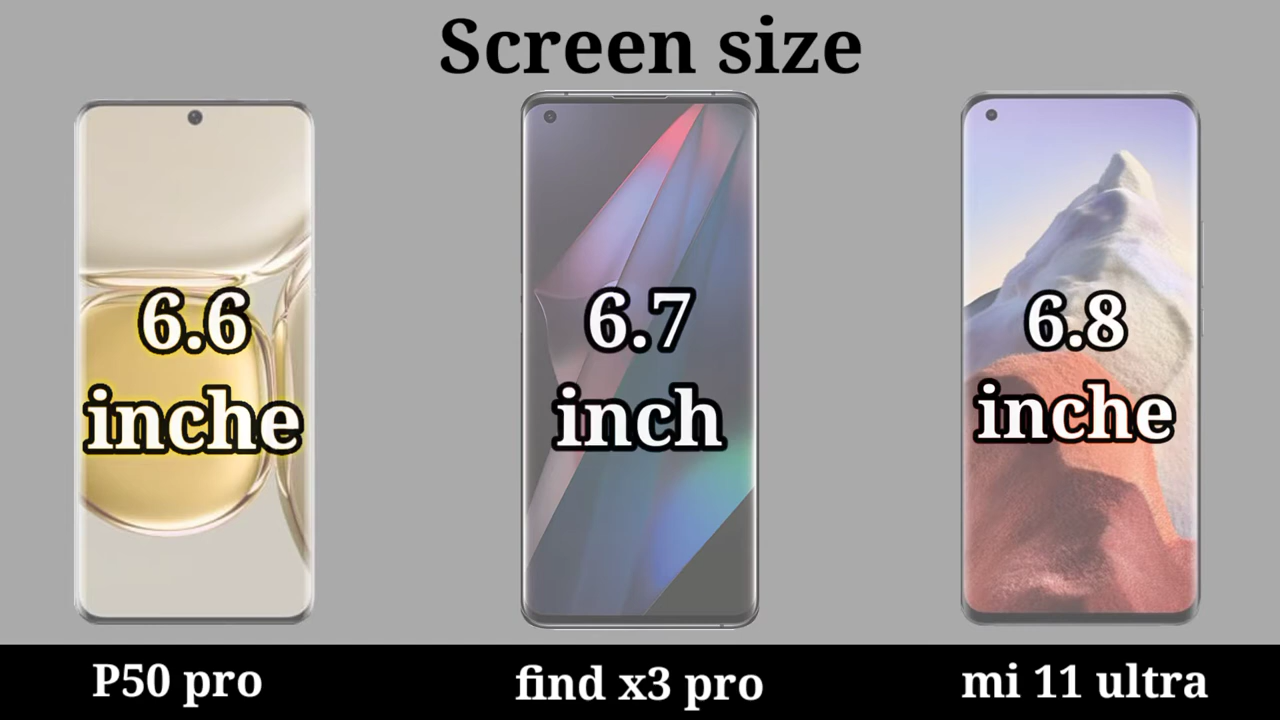 Screen size
6.6
inche
6.7
inch
6.8
inche
P50 pro
find x3 pro
mi 11 ultra